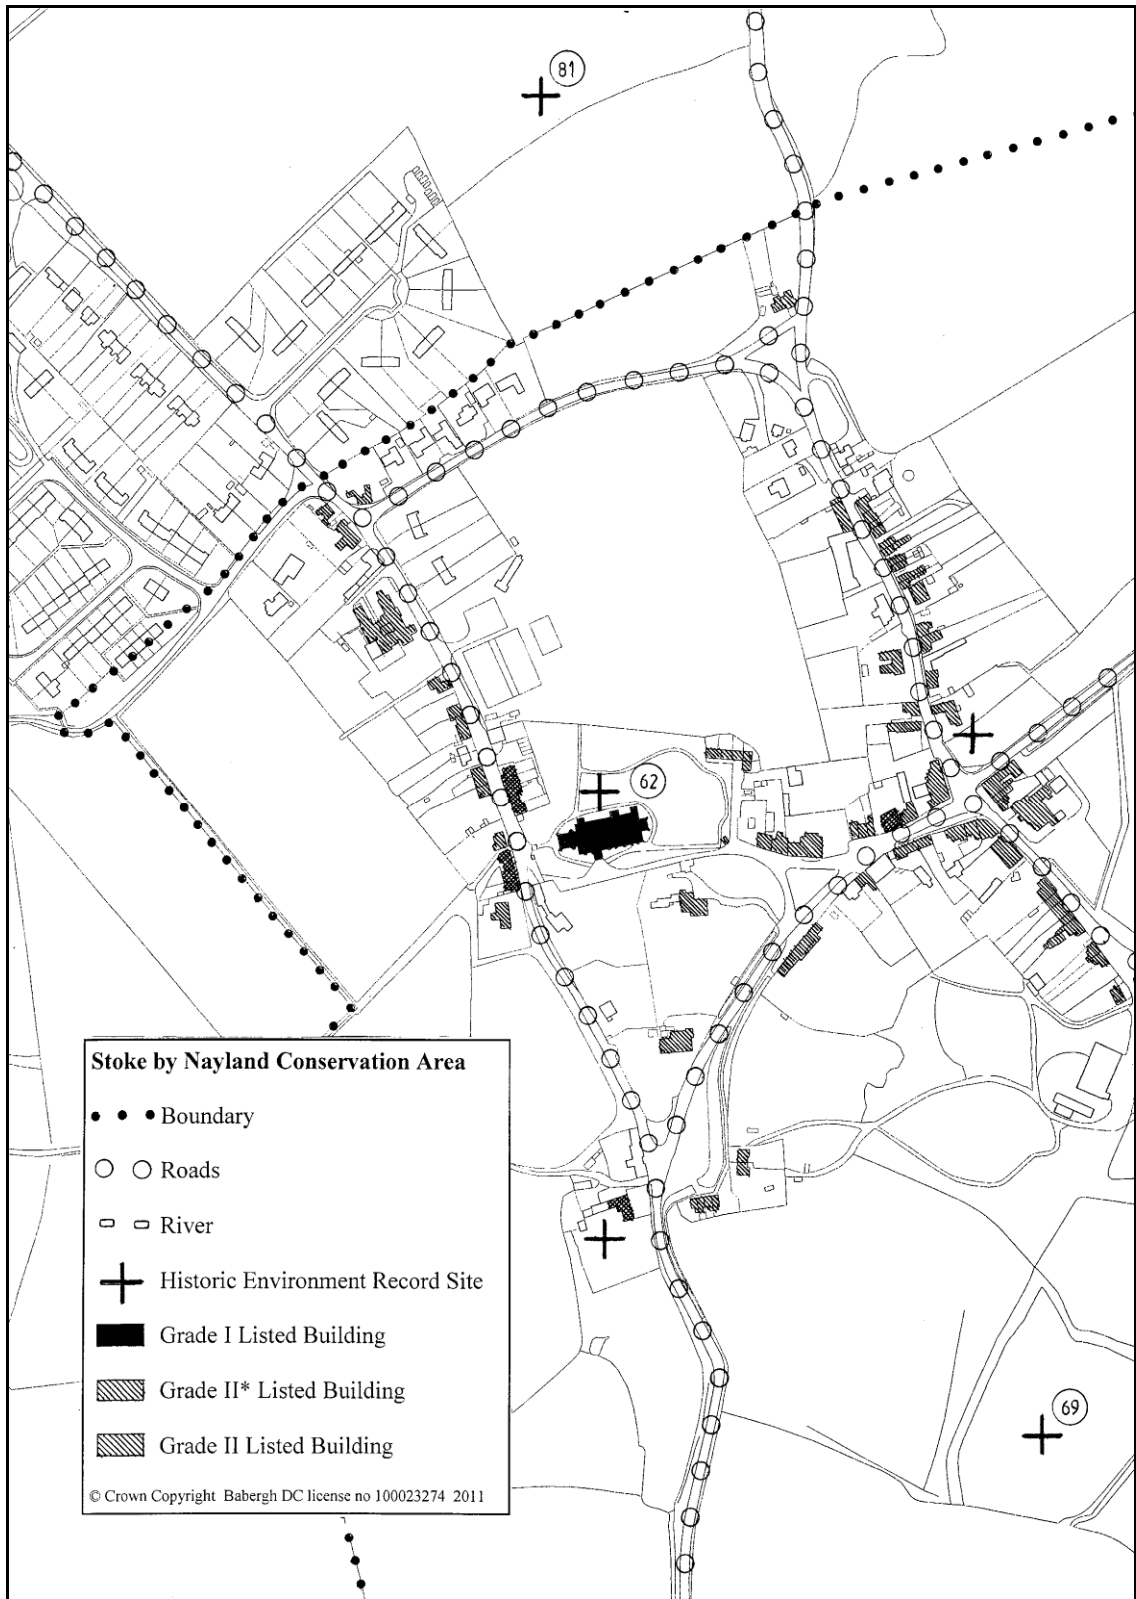 81
62
Stoke by Nayland Conservation Area
Boundary
Roads
River
Historic Environment Record Site
Grade I Listed Building
Grade II* Listed Building
Grade II Listed Building
© Crown Copyright Babergh DC license no 100023274 2011
69